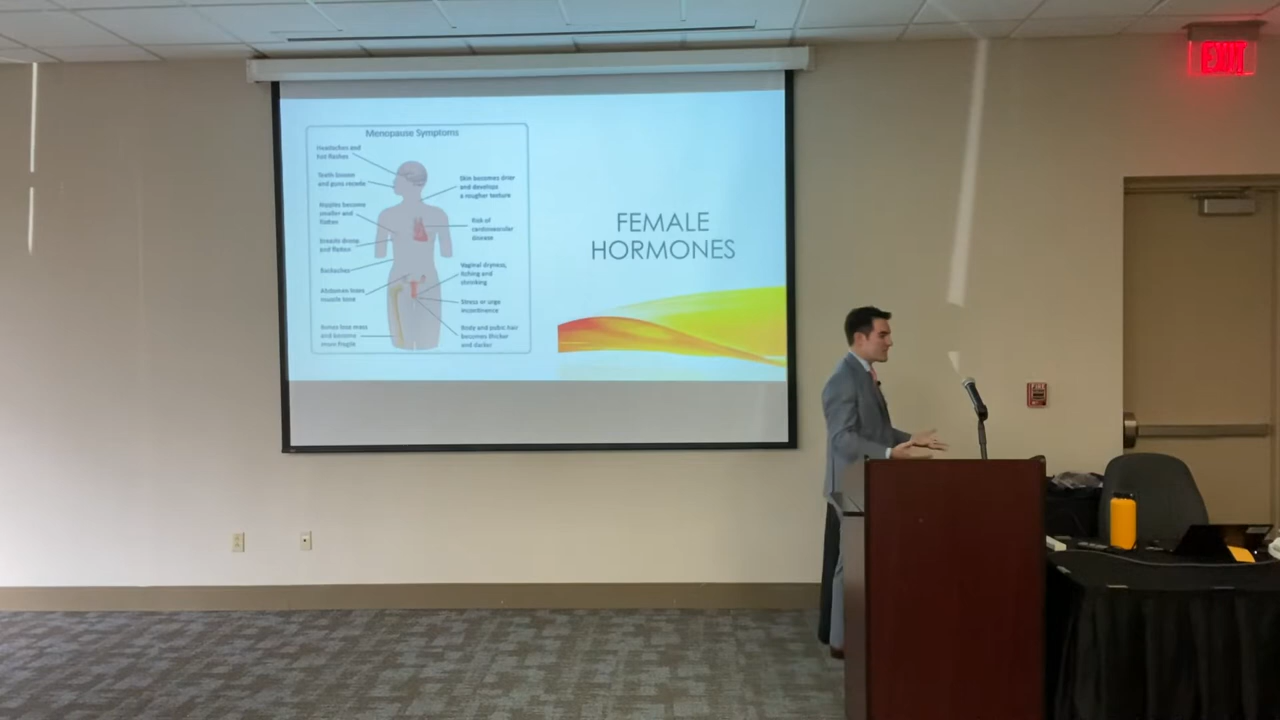 EXIT
Menopause Symptoms
Headaches and
hot flashes
Teeth loosen
and gums recede
Nipples become
smaller and
flatten
Breasts droop
and flatten
Backaches
Abdomen loses
muscle tone
Bones lose mass
and become
more fragile
Skin becomes drier
and develops
a rougher texture
Risk of
cardiovascular
disease
Vaginal dryness,
itching and
shrinking
Stress or urge
incontinence
Body and pubic hair
becomes thicker
and darker
FEMALE
HORMONES
FIRE